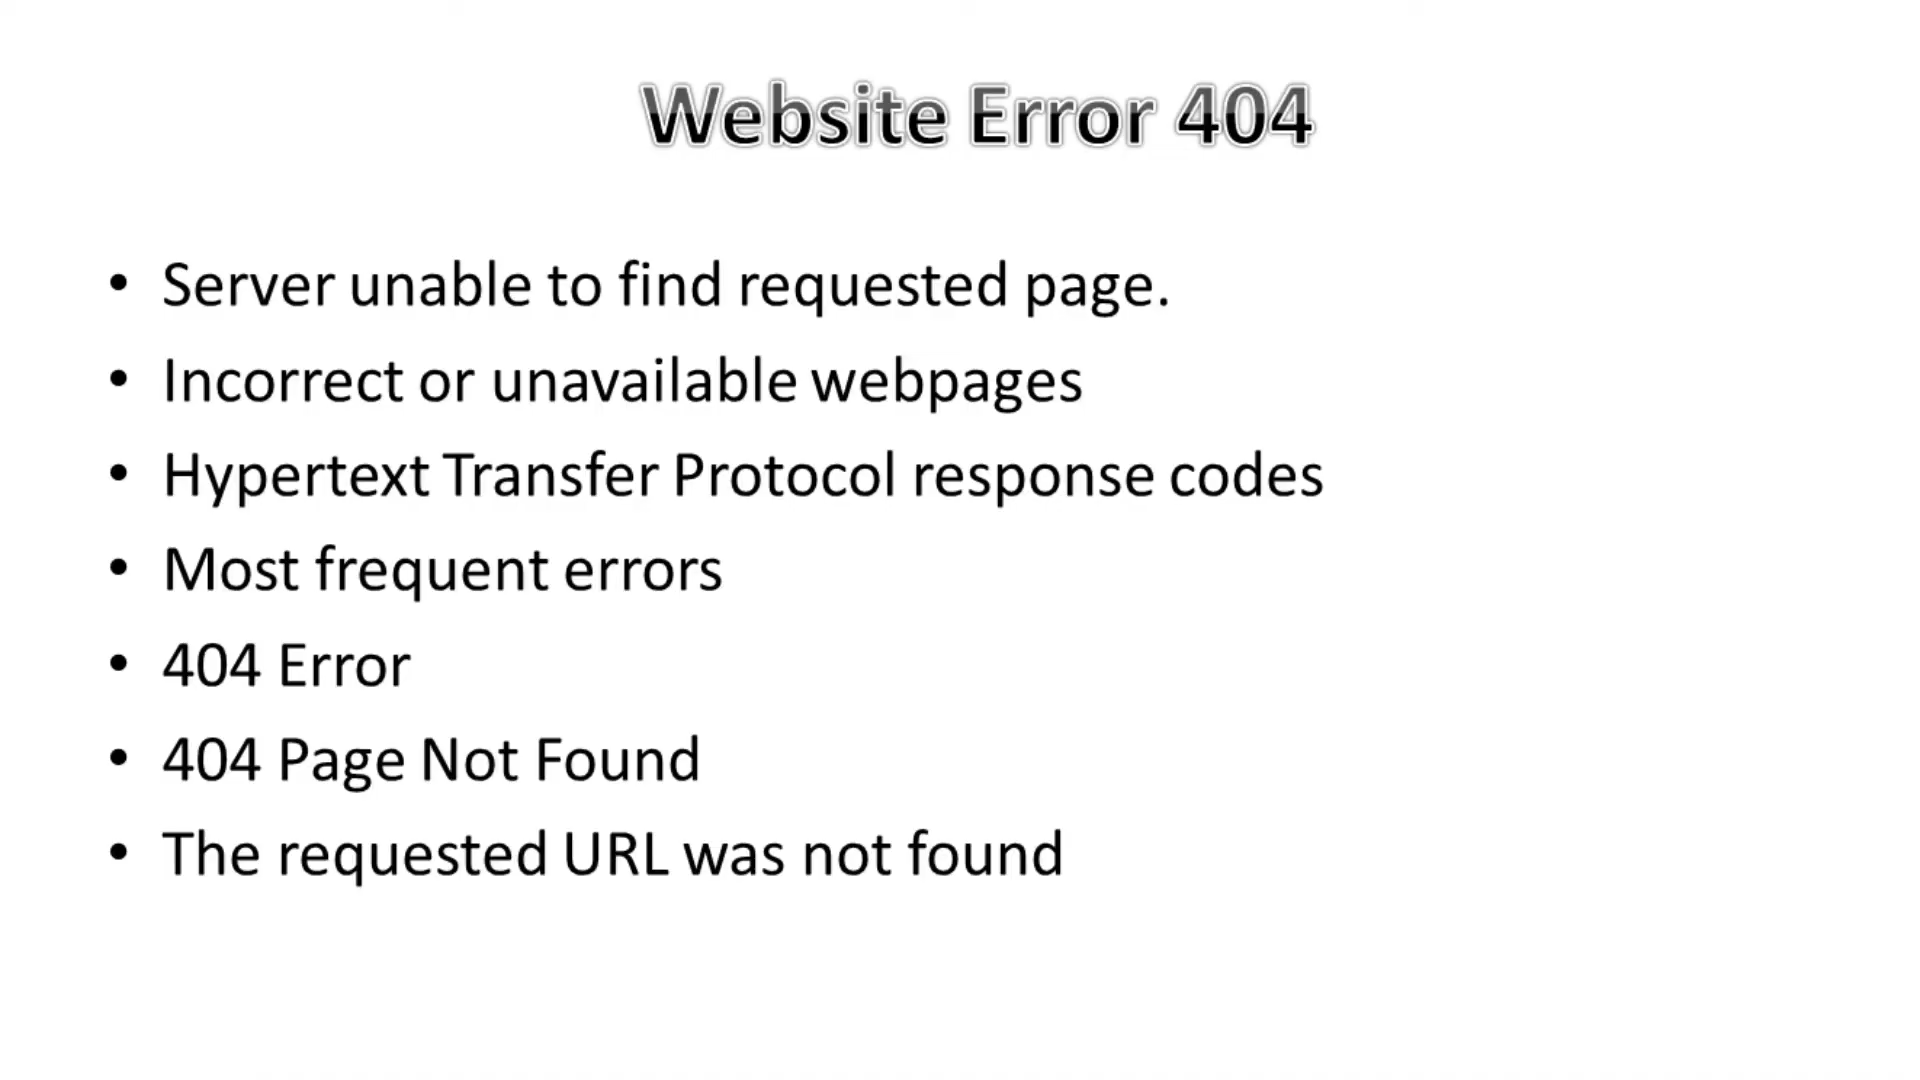 Website Error 404
• Server unable to find requested page.
• Incorrect or unavailable webpages
• Hypertext Transfer Protocol response codes
• Most frequent errors
• 404 Error
• 404 Page Not Found
• The requested URL was not found